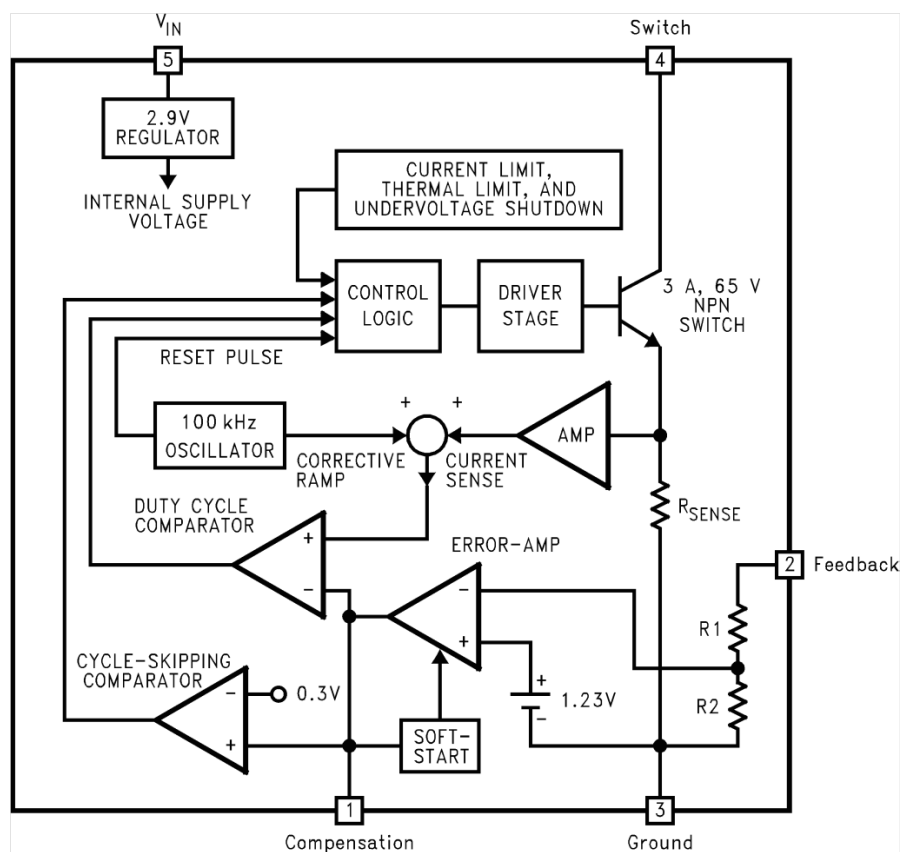 VIN
Switch
5
4
2.9V
REGULATOR
INTERNAL SUPPLY
VOLTAGE
CURRENT LIMIT,
THERMAL LIMIT, AND
UNDERVOLTAGE SHUTDOWN
CONTROL
LOGIC
DRIVER
STAGE
3 A, 65 V
NPN
SWITCH
RESET PULSE
100 kHz
OSCILLATOR
+
+
AMP
CORRECTIVE
RAMP
CURRENT
SENSE
RSENSE
DUTY CYCLE
COMPARATOR
+
-
ERROR-AMP
-
+
2
Feedback
R1
R2
CYCLE-SKIPPING
COMPARATOR
-
+
0.3V
SOFT-
START
+
-
1.23V
1
3
Compensation
Ground